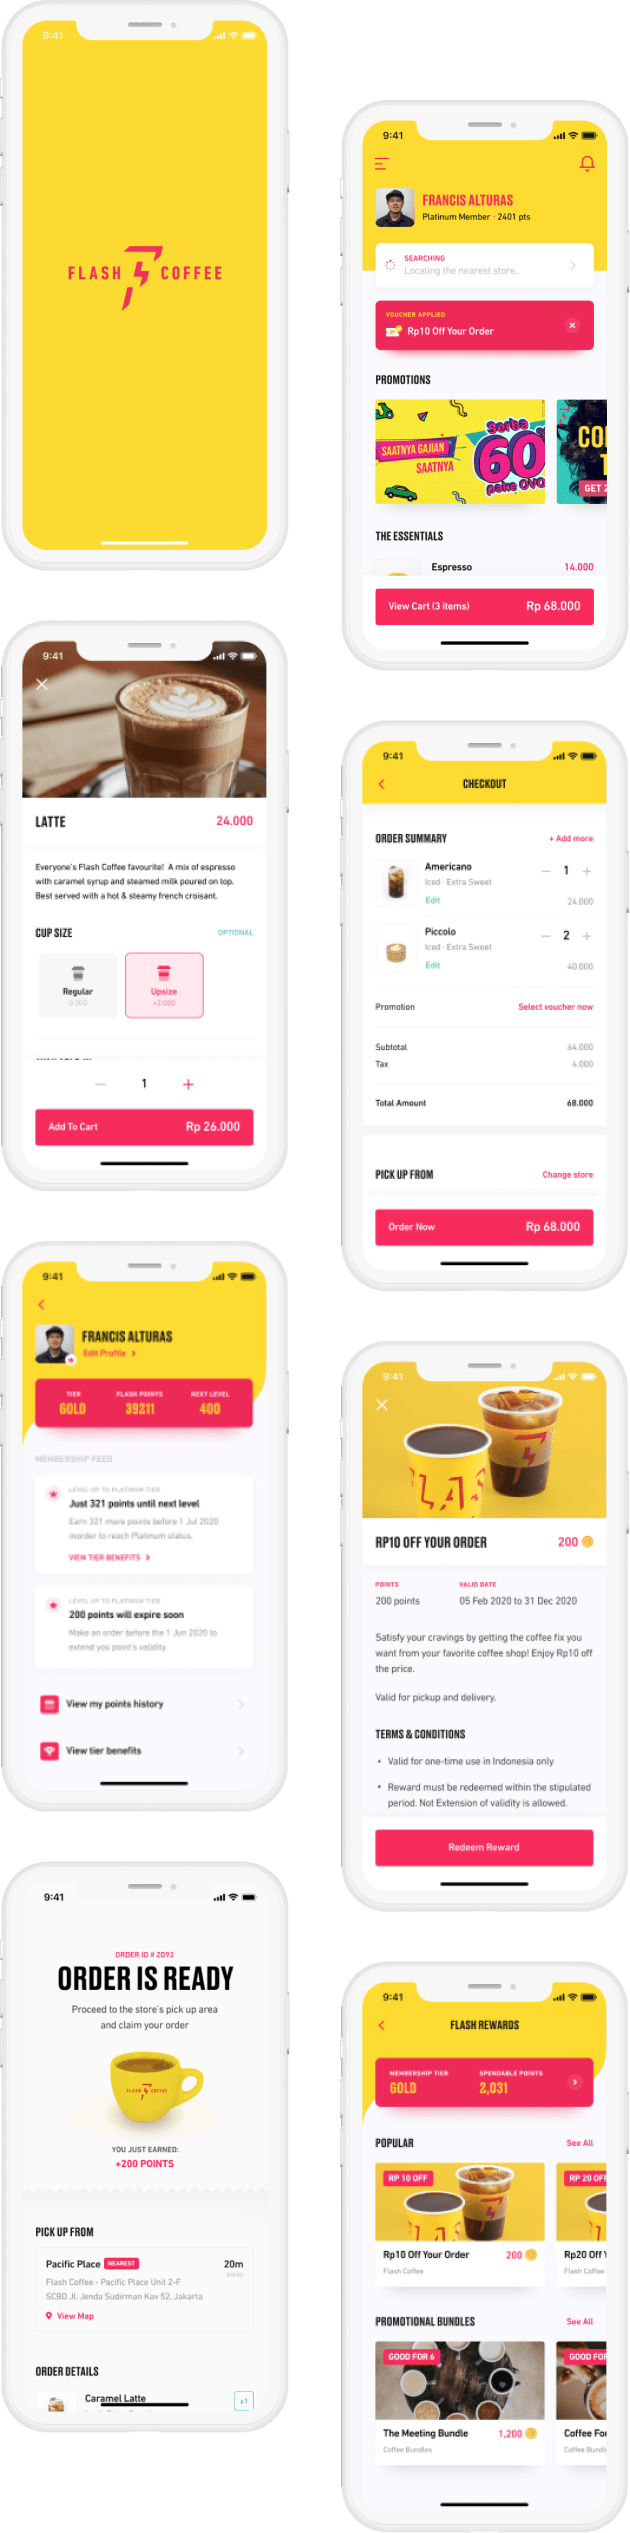 9:41
FLASH COFFEE
9:41
FRANCIS ALTURAS
Platinum Member · 2401 pts
SEARCHING
Locating the nearest store..
VOUCHER APPLIED
Rp10 Off Your Order
PROMOTIONS
SAATNYA GAJIAN
SAATNYA
Serba
60
pake OVO
GET
THE ESSENTIALS
Espresso 14.000
View Cart (3 items) Rp 68.000
9:41
LATTE 24.000
Everyone's Flash Coffee favourite! A mix of espresso
with caramel syrup and steamed milk poured on top.
Best served with a hot & steamy french croisant.
CUP SIZE OPTIONAL
Regular
0.000
Upsize
+2.000
1
Add To Cart Rp 26.000
9:41
CHECKOUT
ORDER SUMMARY + Add more
Americano 1
Iced · Extra Sweet
Edit 24.000
Piccolo 2
Iced · Extra Sweet
Edit 40.000
Promotion Select voucher now
Subtotal 64.000
Tax 4.000
Total Amount 68.000
PICK UP FROM Change store
Order Now Rp 68.000
9:41
FRANCIS ALTURAS
Edit Profile
TIER FLASH POINTS NEXT LEVEL
GOLD 39211 400
MEMBERSHIP FEED
LEVEL UP TO PLATINUM TIER
Just 321 points until next level
Earn 321 more points before 1 Jul 2020
inorder to reach Platinum status.
VIEW TIER BENEFITS
LEVEL UP TO PLATINUM TIER
200 points will expire soon
Make an order before the 1 Jun 2020 to
extend you point's validity
View my points history
View tier benefits
9:41
FLAS
RP10 OFF YOUR ORDER 200
POINTS VALID DATE
200 points 05 Feb 2020 to 31 Dec 2020
Satisfy your cravings by getting the coffee fix you
want from your favorite coffee shop! Enjoy Rp10 off
the price.
Valid for pickup and delivery.
TERMS & CONDITIONS
• Valid for one-time use in Indonesia only
• Reward must be redeemed within the stipulated
period. Not Extension of validity is allowed.
Redeem Reward
9:41
ORDER ID # ZD92
ORDER IS READY
Proceed to the store's pick up area
and claim your order
FLASH COFFEE
YOU JUST EARNED:
+200 POINTS
PICK UP FROM
Pacific Place NEAREST 20m
away
Flash Coffee - Pacific Place Unit 2-F
SCBD Jl. Jenda Sudirman Kav 52, Jakarta
View Map
ORDER DETAILS
Caramel Latte x1
9:41
FLASH REWARDS
MEMBERSHIP TIER SPENDABLE POINTS
GOLD 2,031
POPULAR See All
RP 10 OFF
RP 20 OFF
Rp10 Off Your Order 200
Flash Coffee
Rp20 Off
Flash Coffee
PROMOTIONAL BUNDLES See All
GOOD FOR 6
GOOD FOR
The Meeting Bundle 1,200
Coffee Bundles
Coffee